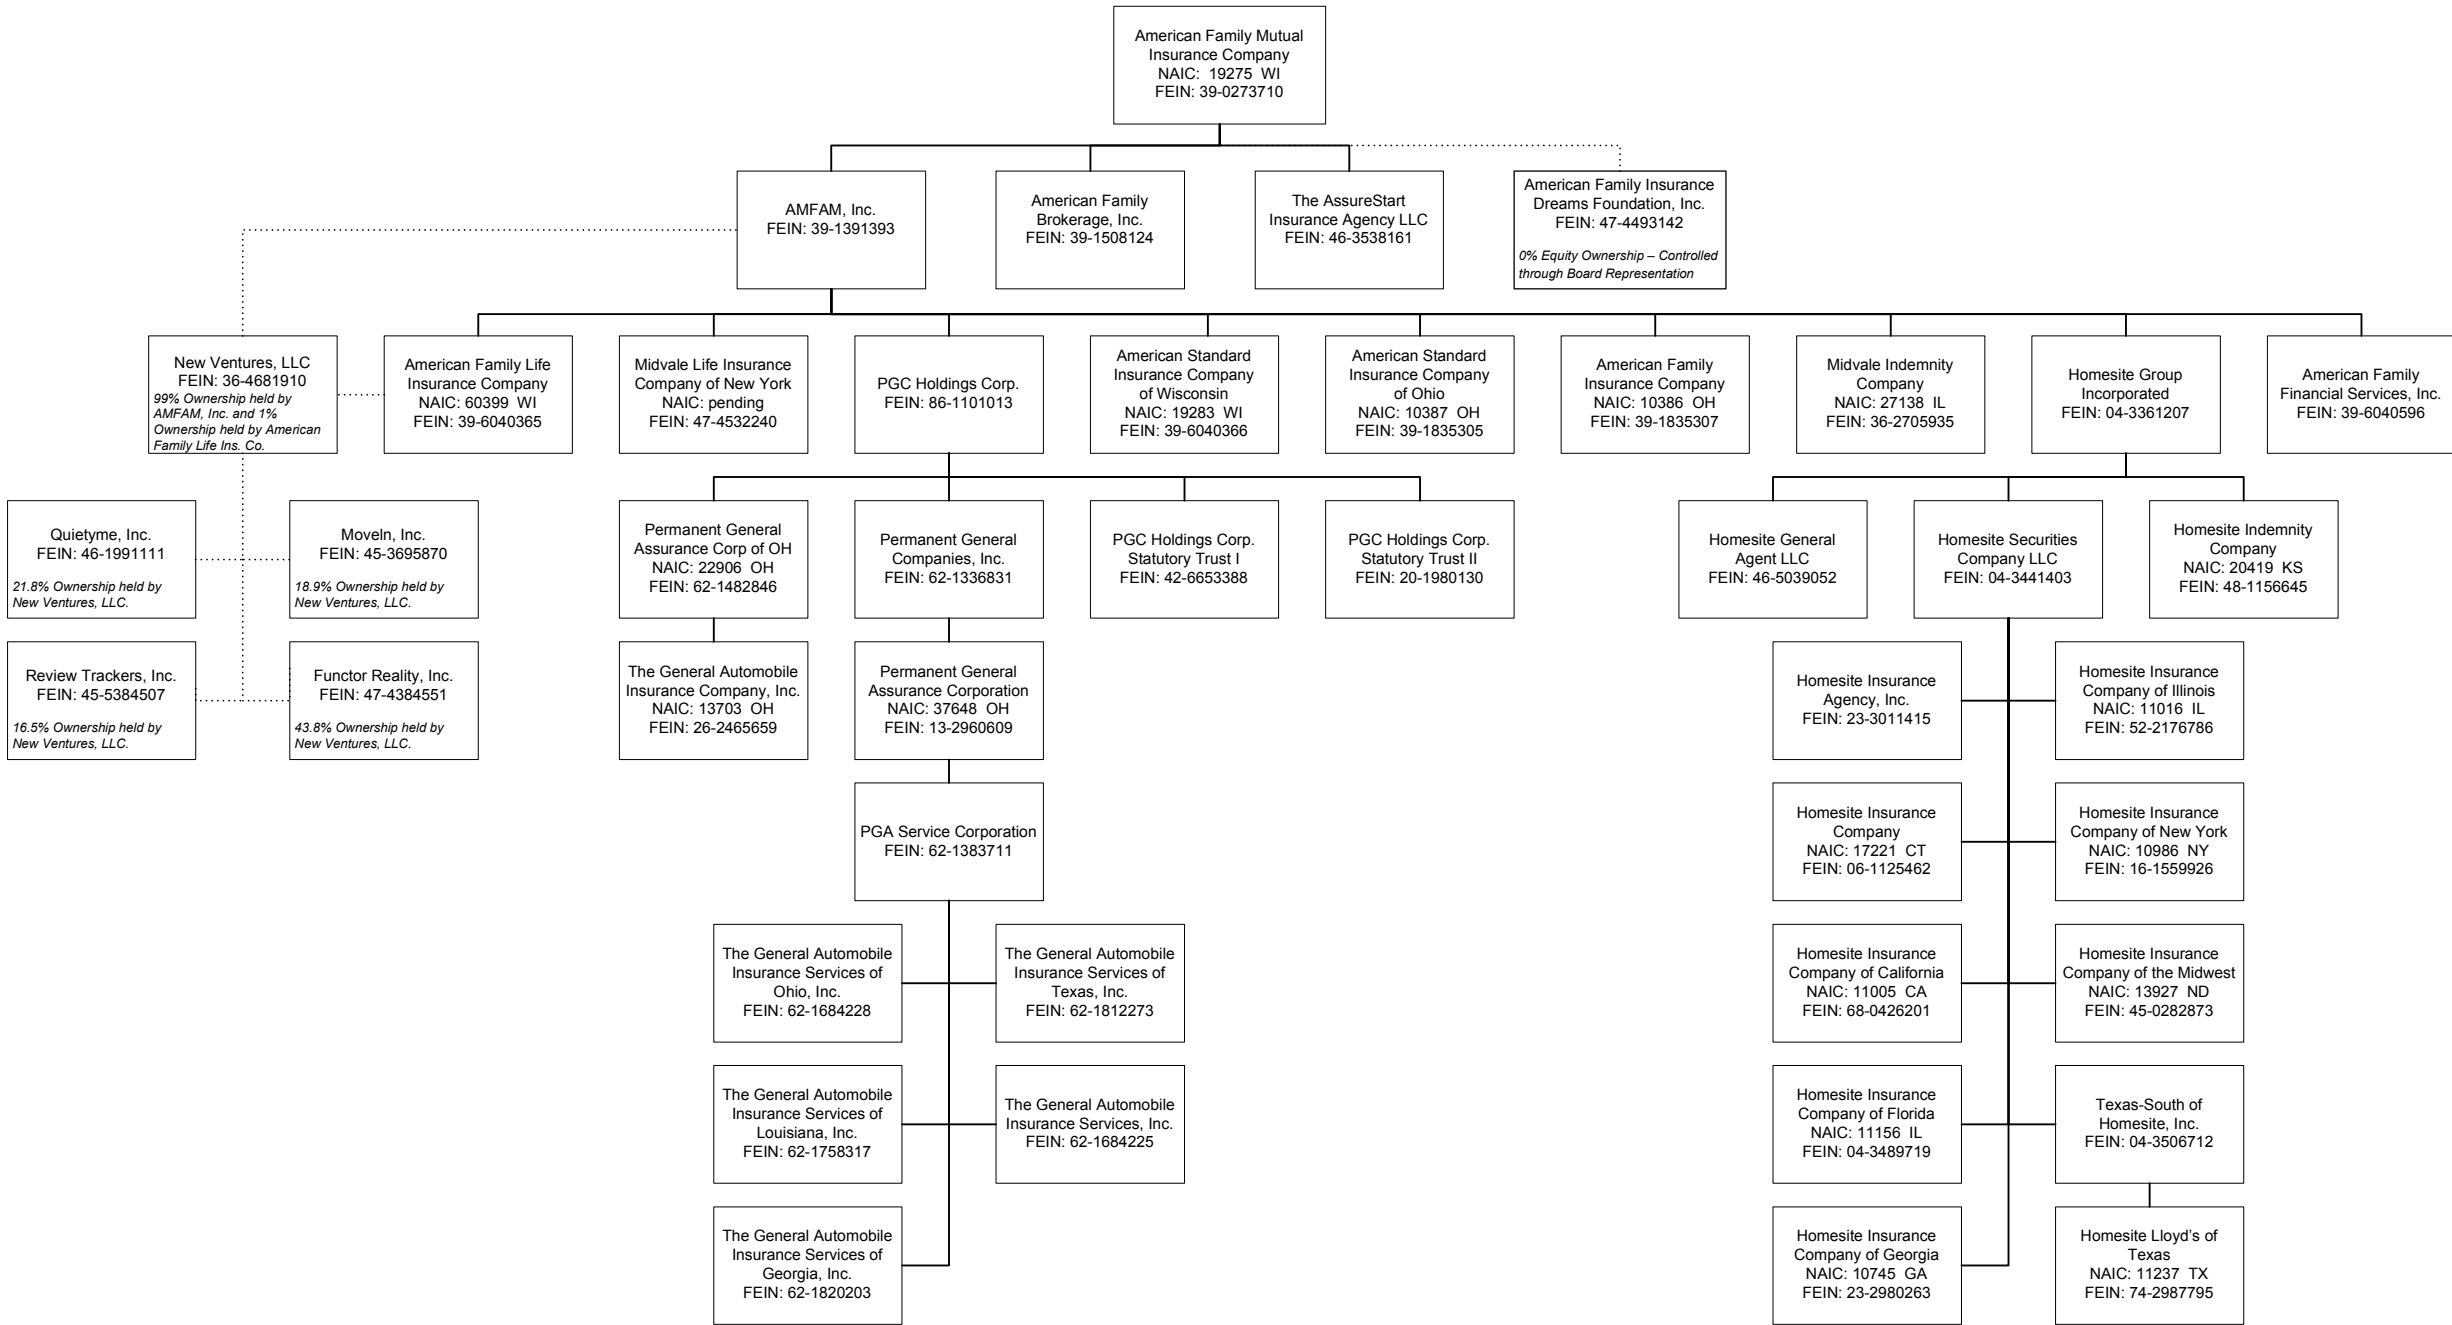 American Family Mutual
Insurance Company
NAIC: 19275 WI
FEIN: 39-0273710
AMFAM, Inc.
FEIN: 39-1391393
American Family
Brokerage, Inc.
FEIN: 39-1508124
The AssureStart
Insurance Agency LLC
FEIN: 46-3538161
American Family Insurance
Dreams Foundation, Inc.
FEIN: 47-4493142
0% Equity Ownership – Controlled
through Board Representation
New Ventures, LLC
FEIN: 36-4681910
99% Ownership held by
AMFAM, Inc. and 1%
Ownership held by American
Family Life Ins. Co.
American Family Life
Insurance Company
NAIC: 60399 WI
FEIN: 39-6040365
Midvale Life Insurance
Company of New York
NAIC: pending
FEIN: 47-4532240
PGC Holdings Corp.
FEIN: 86-1101013
American Standard
Insurance Company
of Wisconsin
NAIC: 19283 WI
FEIN: 39-6040366
American Standard
Insurance Company
of Ohio
NAIC: 10387 OH
FEIN: 39-1835305
American Family
Insurance Company
NAIC: 10386 OH
FEIN: 39-1835307
Midvale Indemnity
Company
NAIC: 27138 IL
FEIN: 36-2705935
Homesite Group
Incorporated
FEIN: 04-3361207
American Family
Financial Services, Inc.
FEIN: 39-6040596
Quietyme, Inc.
FEIN: 46-1991111
21.8% Ownership held by
New Ventures, LLC.
MoveIn, Inc.
FEIN: 45-3695870
18.9% Ownership held by
New Ventures, LLC.
Permanent General
Assurance Corp of OH
NAIC: 22906 OH
FEIN: 62-1482846
Permanent General
Companies, Inc.
FEIN: 62-1336831
PGC Holdings Corp.
Statutory Trust I
FEIN: 42-6653388
PGC Holdings Corp.
Statutory Trust II
FEIN: 20-1980130
Homesite General
Agent LLC
FEIN: 46-5039052
Homesite Securities
Company LLC
FEIN: 04-3441403
Homesite Indemnity
Company
NAIC: 20419 KS
FEIN: 48-1156645
Review Trackers, Inc.
FEIN: 45-5384507
16.5% Ownership held by
New Ventures, LLC.
Functor Reality, Inc.
FEIN: 47-4384551
43.8% Ownership held by
New Ventures, LLC.
The General Automobile
Insurance Company, Inc.
NAIC: 13703 OH
FEIN: 26-2465659
Permanent General
Assurance Corporation
NAIC: 37648 OH
FEIN: 13-2960609
Homesite Insurance
Agency, Inc.
FEIN: 23-3011415
Homesite Insurance
Company of Illinois
NAIC: 11016 IL
FEIN: 52-2176786
PGA Service Corporation
FEIN: 62-1383711
Homesite Insurance
Company
NAIC: 17221 CT
FEIN: 06-1125462
Homesite Insurance
Company of New York
NAIC: 10986 NY
FEIN: 16-1559926
The General Automobile
Insurance Services of
Ohio, Inc.
FEIN: 62-1684228
The General Automobile
Insurance Services of
Texas, Inc.
FEIN: 62-1812273
Homesite Insurance
Company of California
NAIC: 11005 CA
FEIN: 68-0426201
Homesite Insurance
Company of the Midwest
NAIC: 13927 ND
FEIN: 45-0282873
The General Automobile
Insurance Services of
Louisiana, Inc.
FEIN: 62-1758317
The General Automobile
Insurance Services, Inc.
FEIN: 62-1684225
Homesite Insurance
Company of Florida
NAIC: 11156 IL
FEIN: 04-3489719
Texas-South of
Homesite, Inc.
FEIN: 04-3506712
The General Automobile
Insurance Services of
Georgia, Inc.
FEIN: 62-1820203
Homesite Insurance
Company of Georgia
NAIC: 10745 GA
FEIN: 23-2980263
Homesite Lloyd's of
Texas
NAIC: 11237 TX
FEIN: 74-2987795